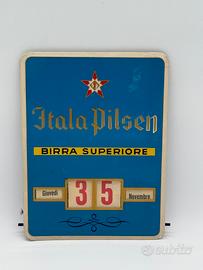 Itala Pilsen
BIRRA SUPERIORE
Giovedì 3 5 Novembre
subito